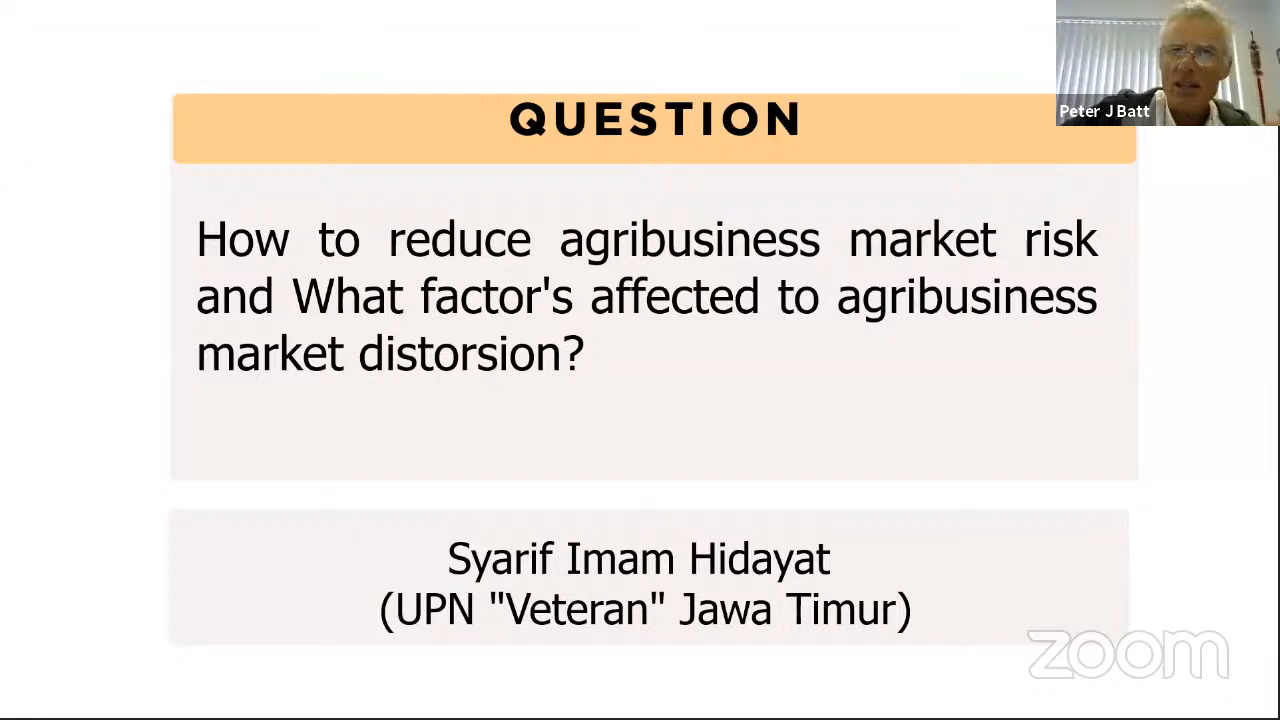 QUESTION
Peter J Batt
How to reduce agribusiness market risk
and What factor's affected to agribusiness
market distorsion?
Syarif Imam Hidayat
(UPN "Veteran" Jawa Timur)
zoom